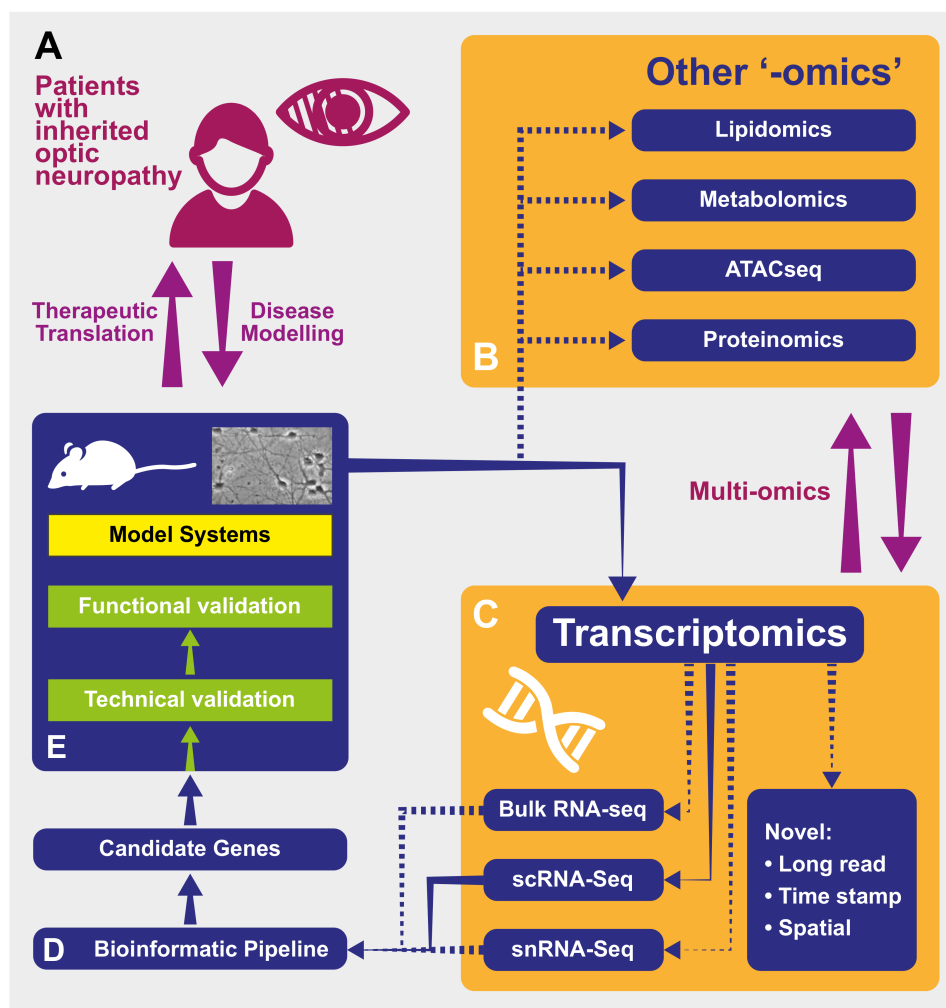 A
Patients
with
inherited
optic
neuropathy
Therapeutic
Translation
Disease
Modelling
Other ‘-omics’
Lipidomics
Metabolomics
ATACseq
Proteinomics
B
Multi-omics
Model Systems
Functional validation
Technical validation
E
Candidate Genes
D
Bioinformatic Pipeline
C
Transcriptomics
Bulk RNA-seq
scRNA-Seq
snRNA-Seq
Novel:
• Long read
• Time stamp
• Spatial